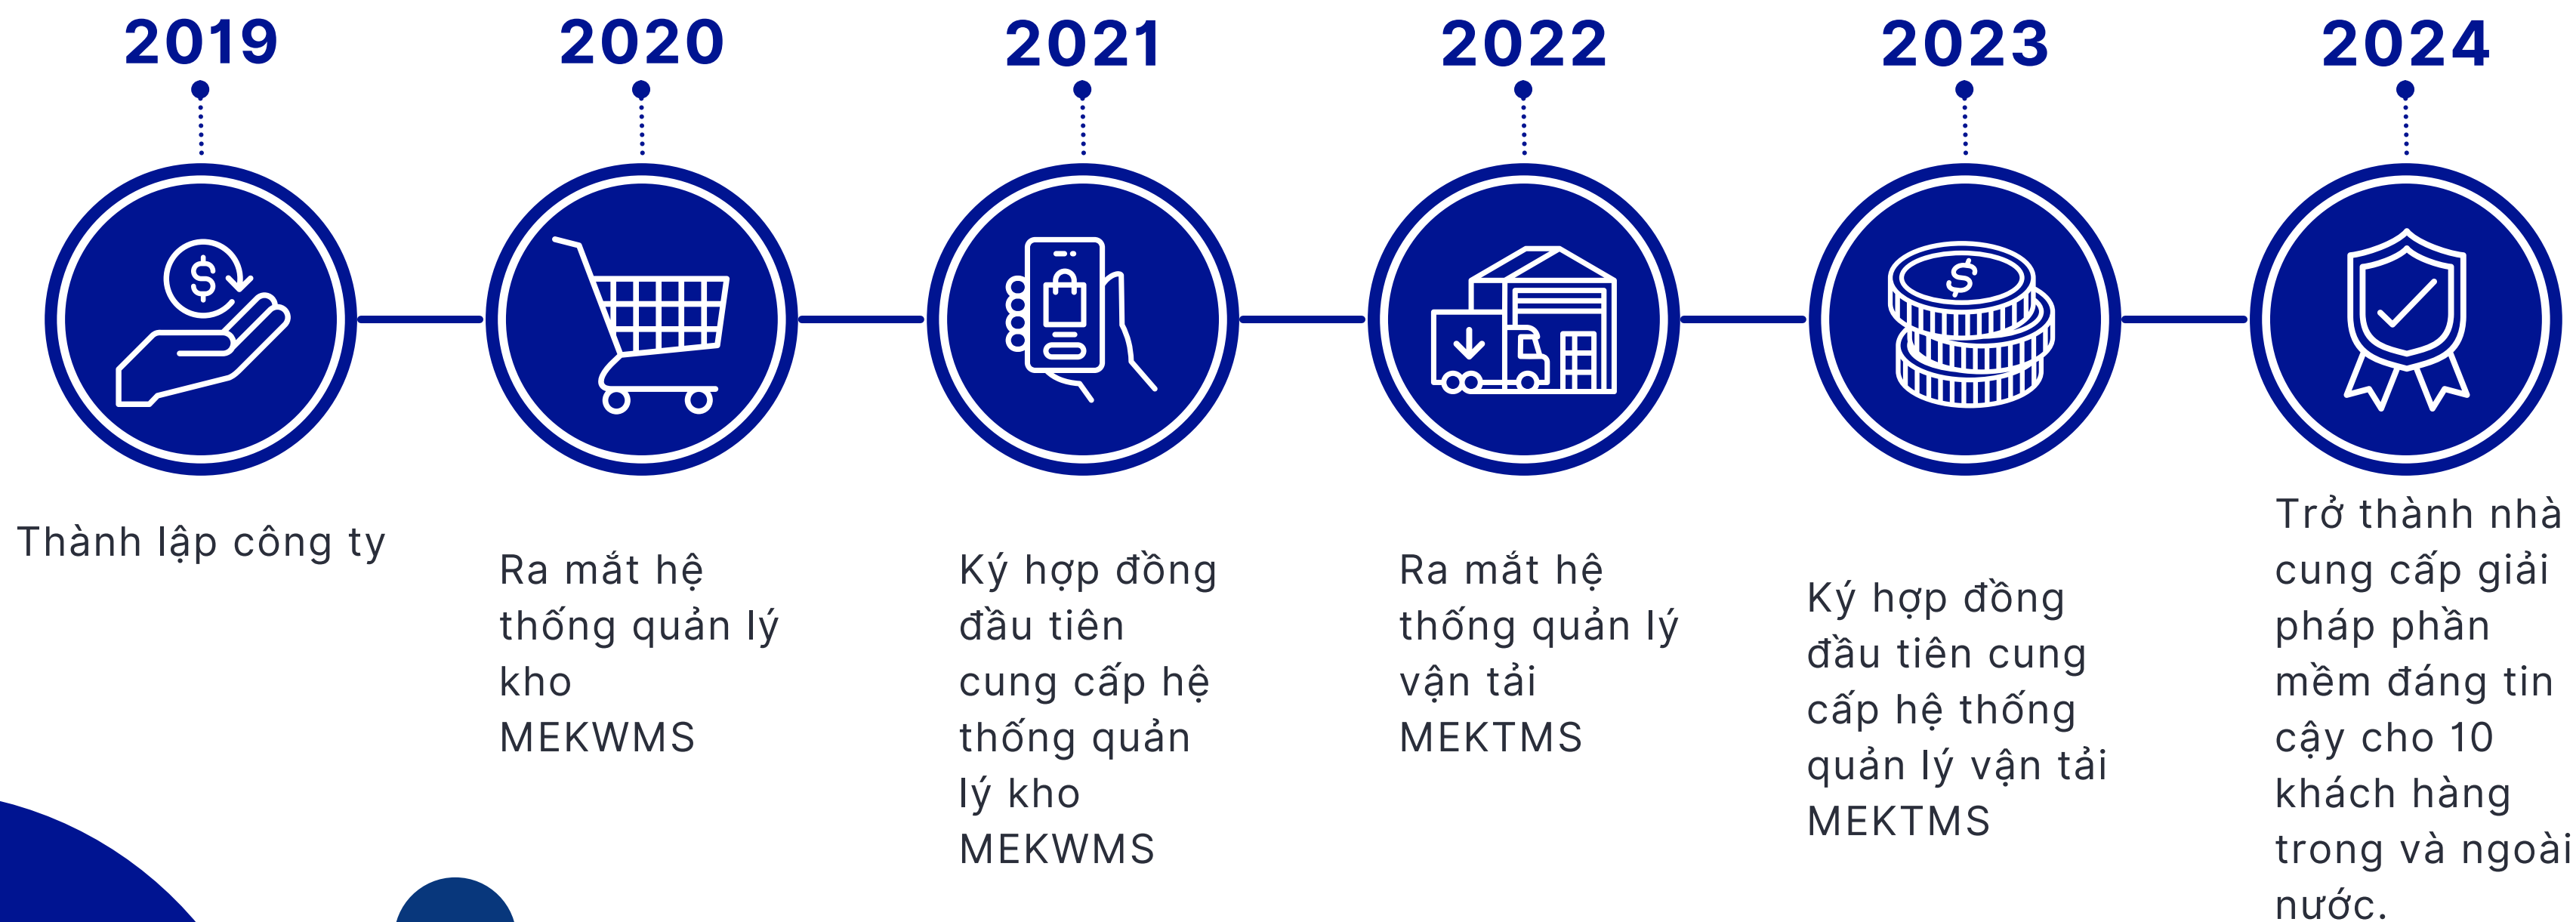 2019
Thành lập công ty
2020
Ra mắt hệ
thống quản lý
kho
MEKWMS
2021
Ký hợp đồng
đầu tiên
cung cấp hệ
thống quản
lý kho
MEKWMS
2022
Ra mắt hệ
thống quản lý
vận tải
MEKTMS
2023
Ký hợp đồng
đầu tiên cung
cấp hệ thống
quản lý vận tải
MEKTMS
2024
Trở thành nhà
cung cấp giải
pháp phần
mềm đáng tin
cậy cho 10
khách hàng
trong và ngoài
nước.